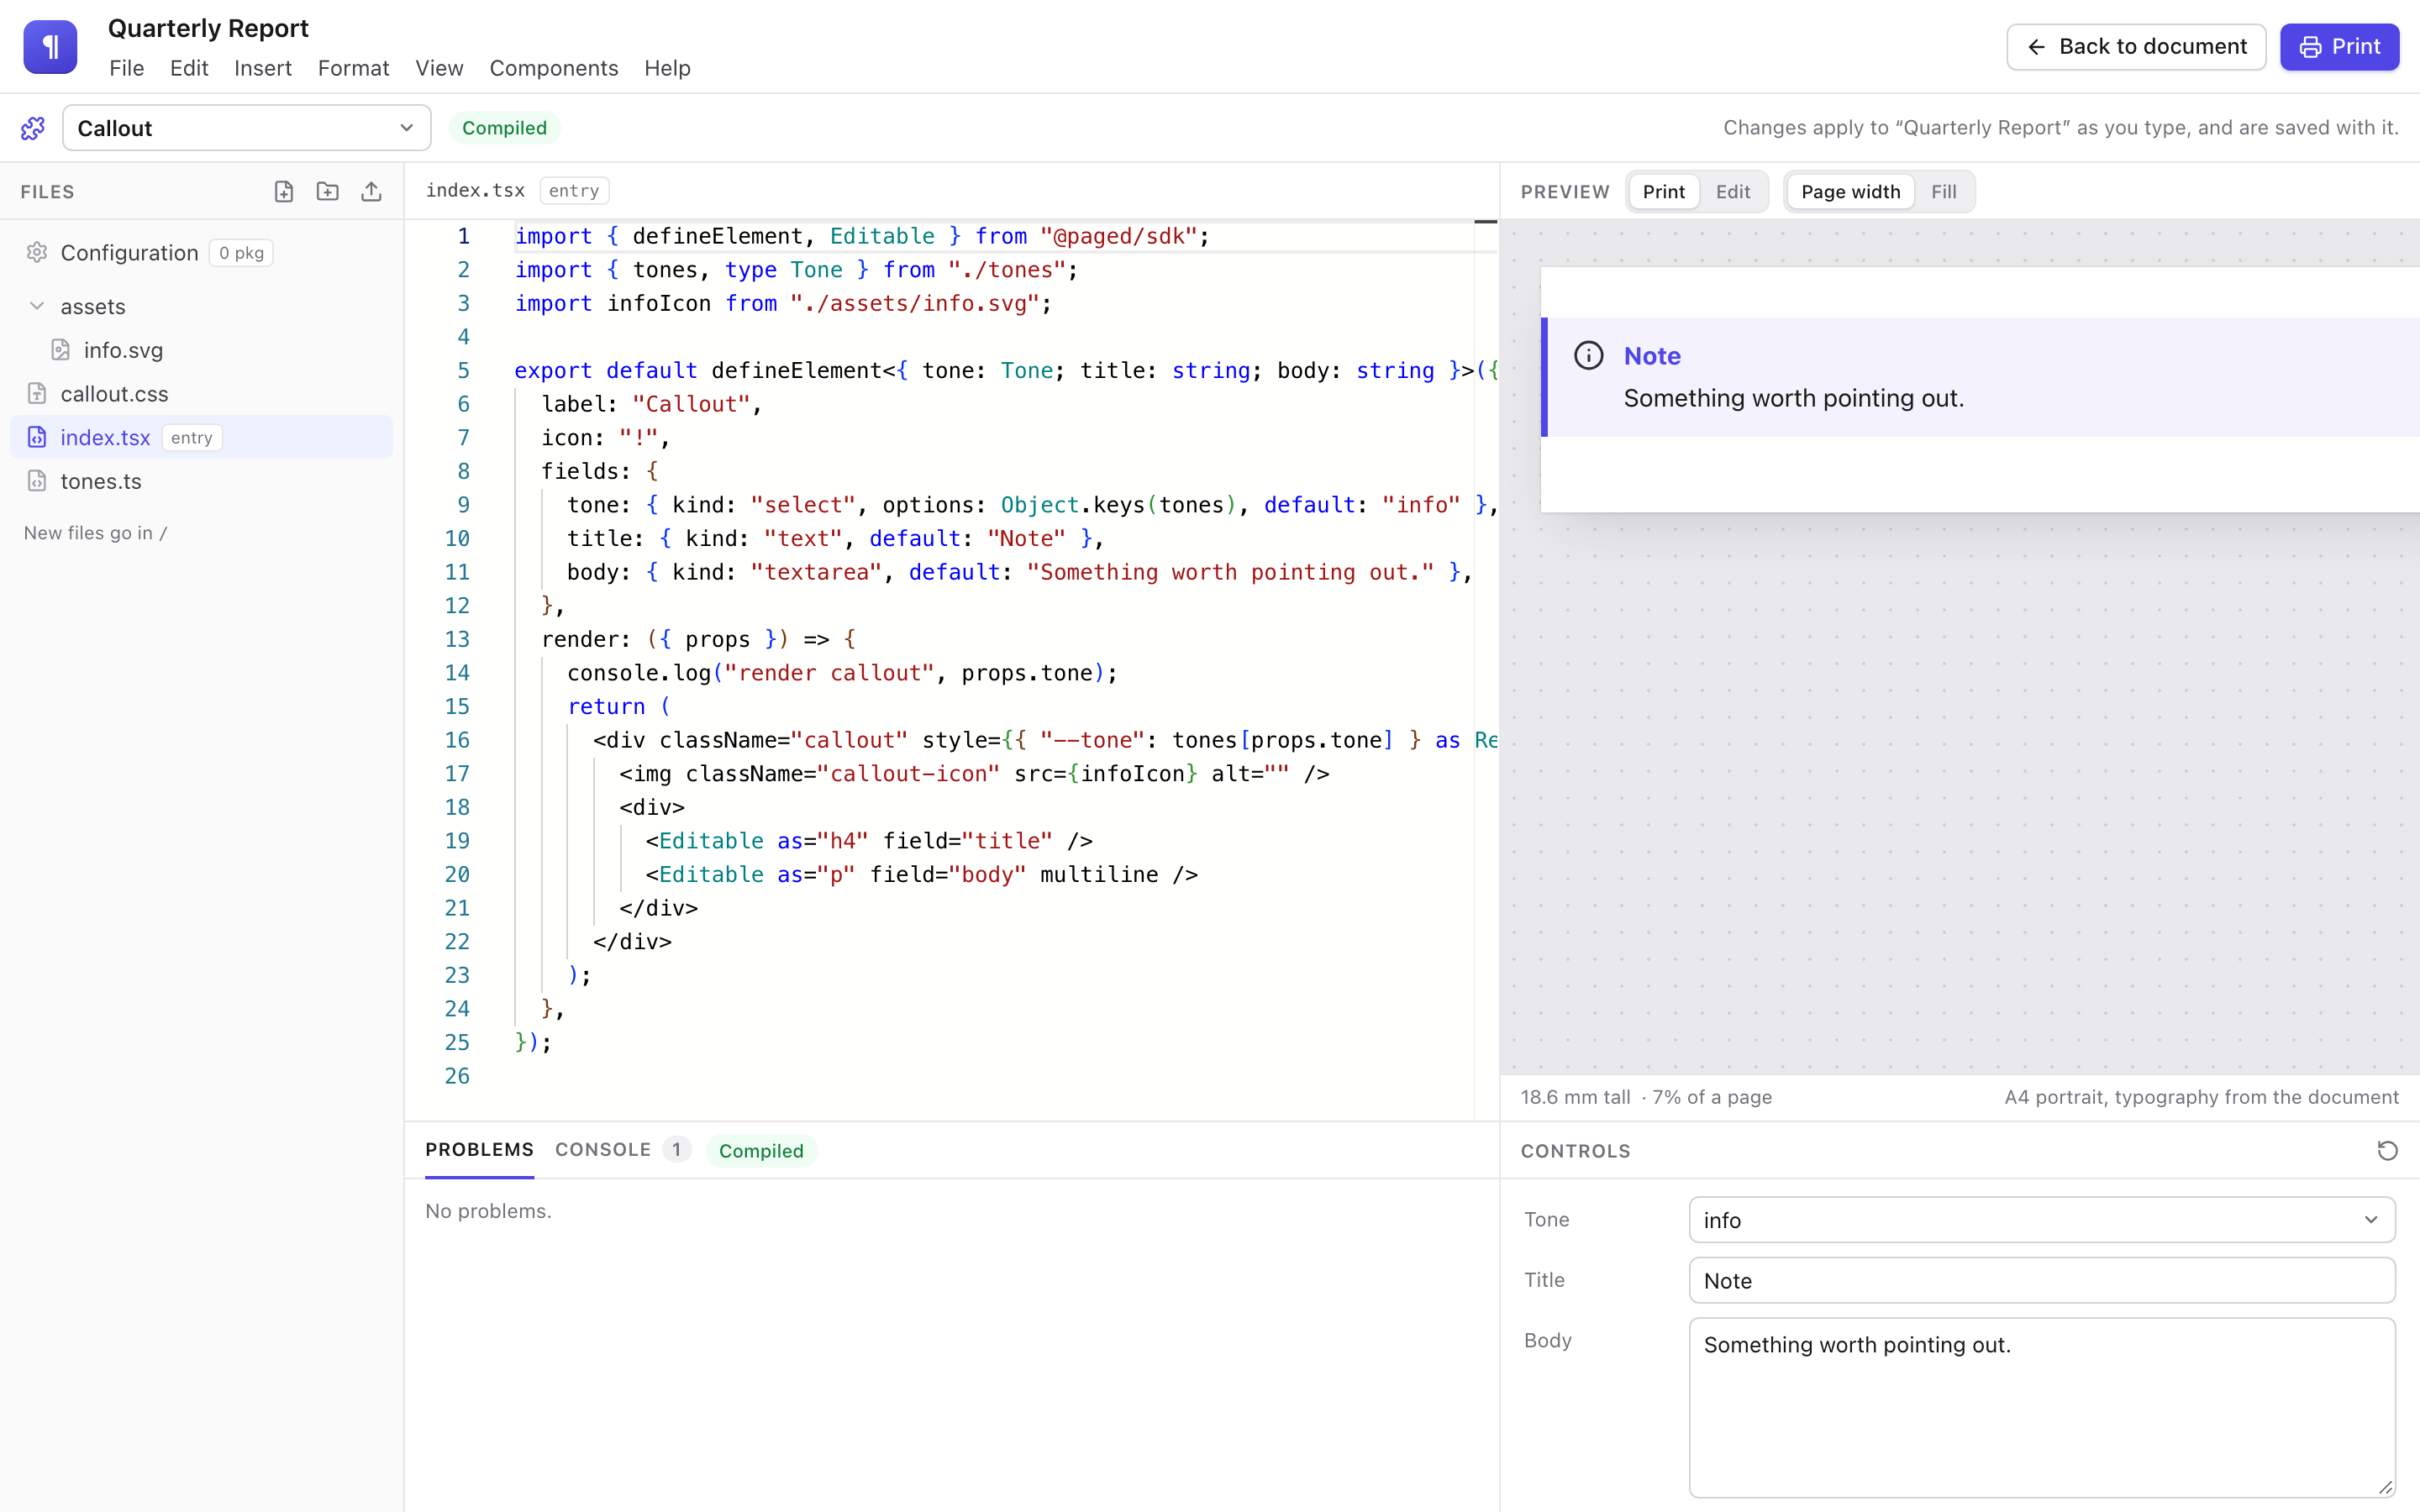 ¶
Quarterly Report
File Edit Insert Format View Components Help
Back to document
Print
Callout
Compiled
Changes apply to “Quarterly Report” as you type, and are saved with it.
FILES
Configuration 0 pkg
assets
info.svg
callout.css
index.tsx entry
tones.ts
New files go in /
index.tsx entry
1 import { defineElement, Editable } from "@paged/sdk";
2 import { tones, type Tone } from "./tones";
3 import infoIcon from "./assets/info.svg";
4
5 export default defineElement<{ tone: Tone; title: string; body: string }>({
6 label: "Callout",
7 icon: "!",
8 fields: {
9 tone: { kind: "select", options: Object.keys(tones), default: "info" },
10 title: { kind: "text", default: "Note" },
11 body: { kind: "textarea", default: "Something worth pointing out." },
12 },
13 render: ({ props }) => {
14 console.log("render callout", props.tone);
15 return (
16 <div className="callout" style={{ "--tone": tones[props.tone] } as Re
17 <img className="callout-icon" src={infoIcon} alt="" />
18 <div>
19 <Editable as="h4" field="title" />
20 <Editable as="p" field="body" multiline />
21 </div>
22 </div>
23 );
24 },
25 });
26
PROBLEMS CONSOLE 1 Compiled
No problems.
PREVIEW Print Edit Page width Fill
Note
Something worth pointing out.
18.6 mm tall · 7% of a page
A4 portrait, typography from the document
CONTROLS
Tone info
Title Note
Body Something worth pointing out.